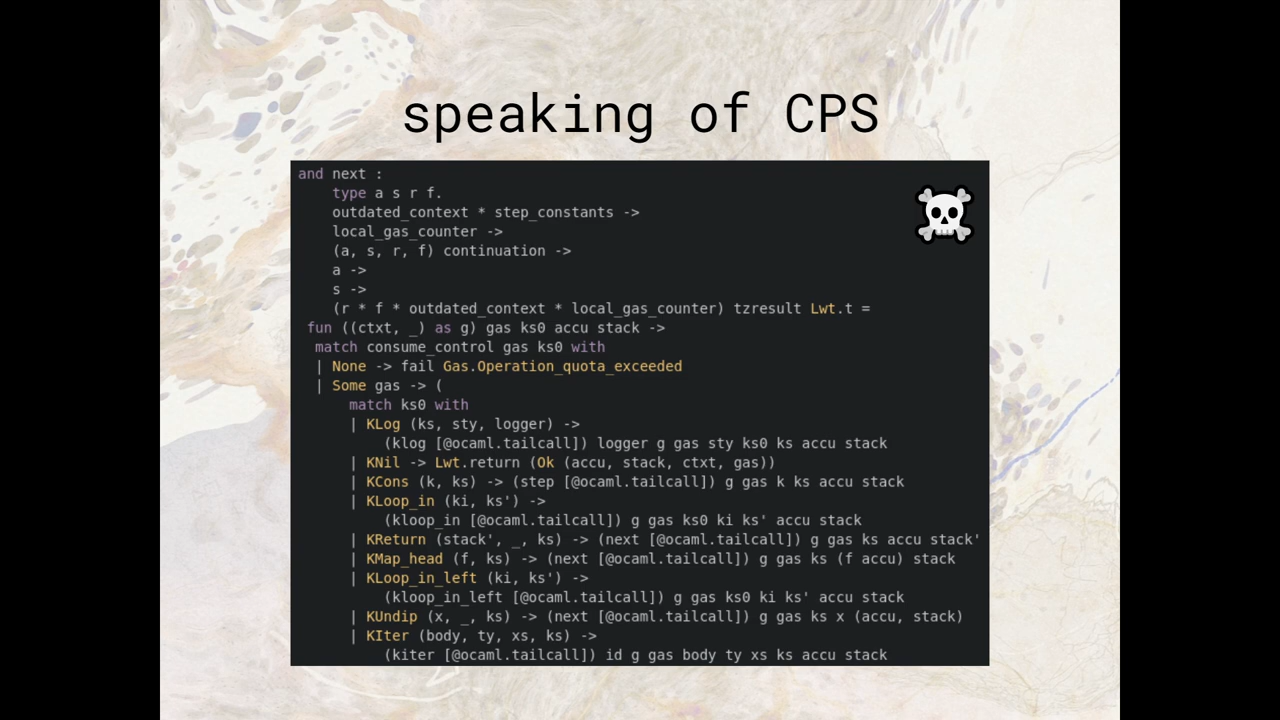 speaking of CPS
and next :
    type a s r f.
    outdated_context * step_constants ->
    local_gas_counter ->
    (a, s, r, f) continuation ->
    a ->
    s ->
    (r * f * outdated_context * local_gas_counter) tzresult Lwt.t =
 fun ((ctxt, _) as g) gas ks0 accu stack ->
  match consume_control gas ks0 with
  | None -> fail Gas.Operation_quota_exceeded
  | Some gas -> (
      match ks0 with
      | KLog (ks, sty, logger) ->
          (klog [@ocaml.tailcall]) logger g gas sty ks0 ks accu stack
      | KNil -> Lwt.return (Ok (accu, stack, ctxt, gas))
      | KCons (k, ks) -> (step [@ocaml.tailcall]) g gas k ks accu stack
      | KLoop_in (ki, ks') ->
          (kloop_in [@ocaml.tailcall]) g gas ks0 ki ks' accu stack
      | KReturn (stack', _, ks) -> (next [@ocaml.tailcall]) g gas ks accu stack'
      | KMap_head (f, ks) -> (next [@ocaml.tailcall]) g gas ks (f accu) stack
      | KLoop_in_left (ki, ks') ->
          (kloop_in_left [@ocaml.tailcall]) g gas ks0 ki ks' accu stack
      | KUndip (x, _, ks) -> (next [@ocaml.tailcall]) g gas ks x (accu, stack)
      | KIter (body, ty, xs, ks) ->
          (kiter [@ocaml.tailcall]) id g gas body ty xs ks accu stack